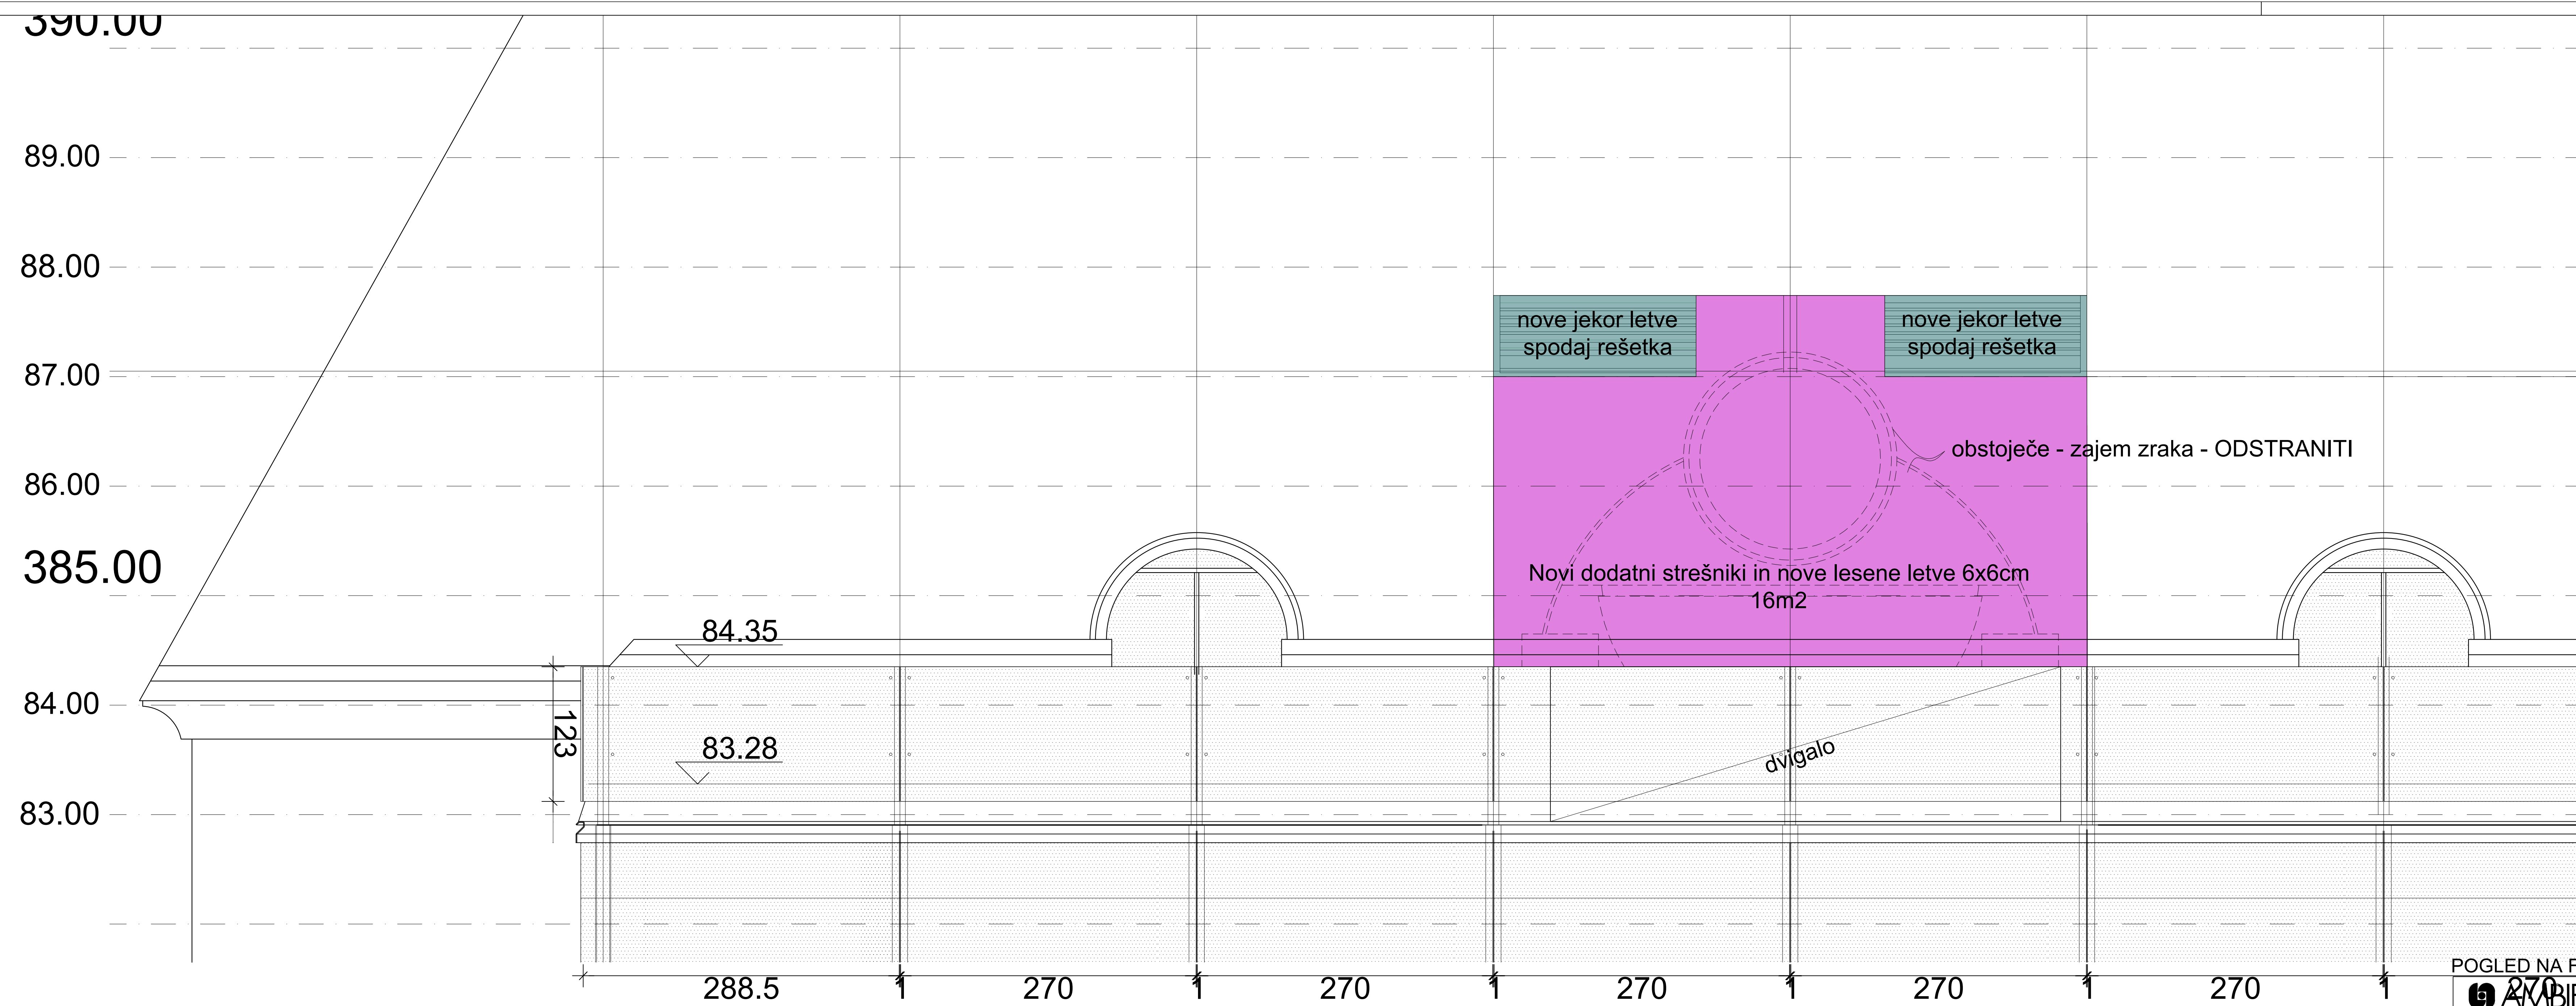 390.00
89.00
88.00
87.00
86.00
385.00
84.00
83.00
nove jekor letve
spodaj rešetka
nove jekor letve
spodaj rešetka
obstoječe - zajem zraka - ODSTRANITI
Novi dodatni strešniki in nove lesene letve 6x6cm
16m2
84.35
83.28
123
dvigalo
288.5
1
270
1
270
1
270
1
270
1
270
1
270
POGLED NA